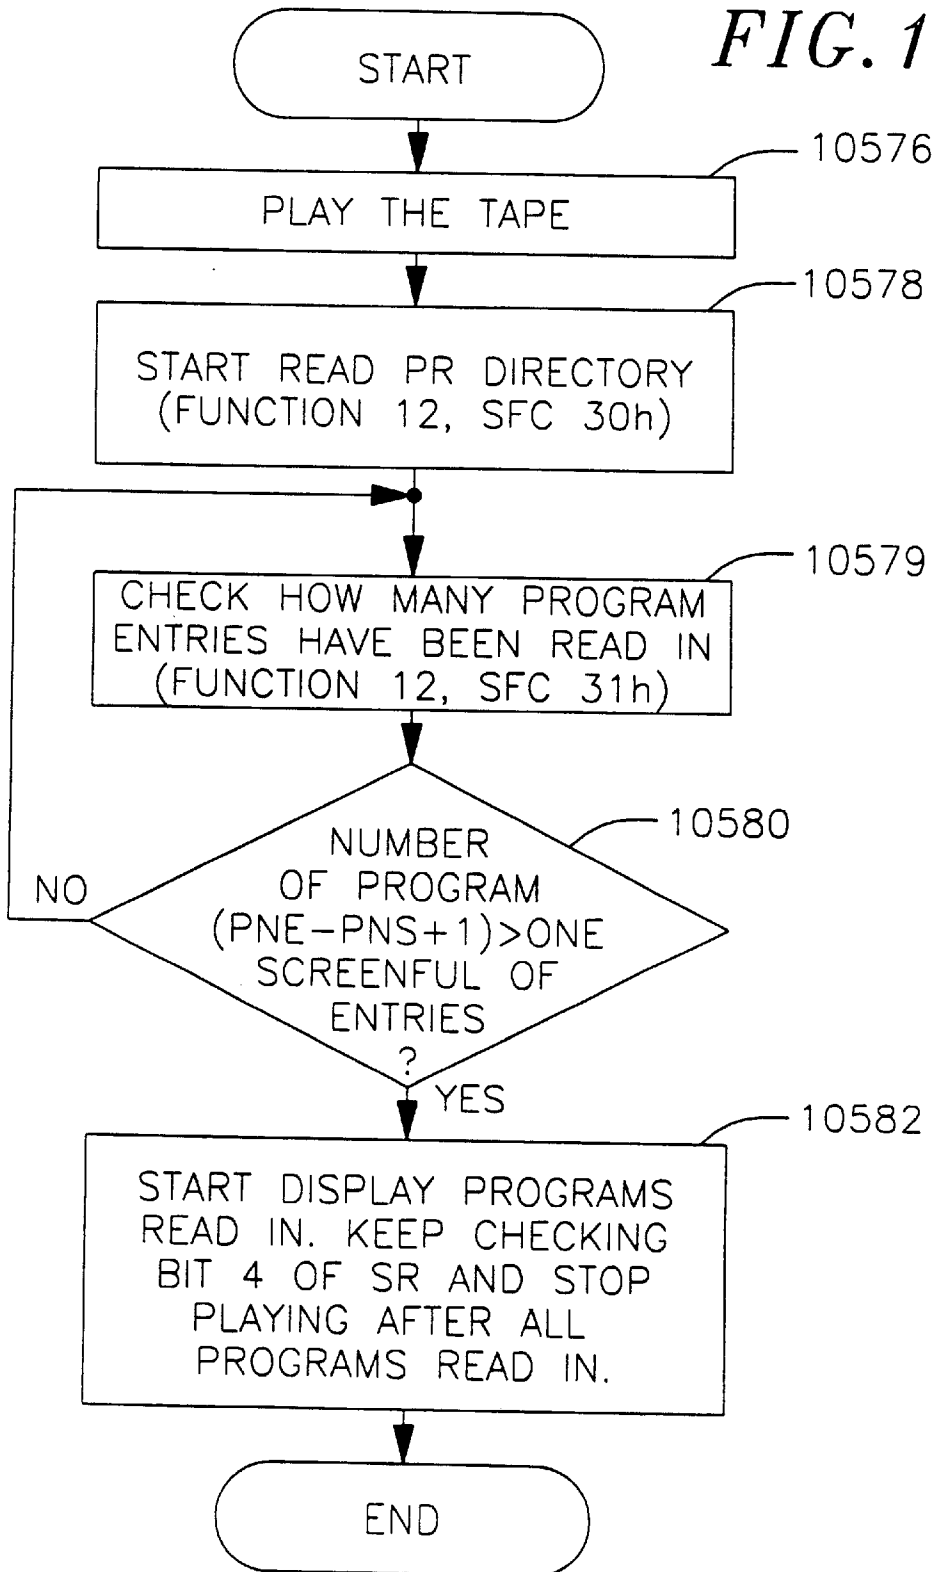 FIG. 1
START
10576
PLAY THE TAPE
10578
START READ PR DIRECTORY
(FUNCTION 12, SFC 30h)
10579
CHECK HOW MANY PROGRAM
ENTRIES HAVE BEEN READ IN
(FUNCTION 12, SFC 31h)
10580
NUMBER
OF PROGRAM
(PNE-PNS+1)>ONE
SCREENFUL OF
ENTRIES
?
NO
YES
10582
START DISPLAY PROGRAMS
READ IN. KEEP CHECKING
BIT 4 OF SR AND STOP
PLAYING AFTER ALL
PROGRAMS READ IN.
END